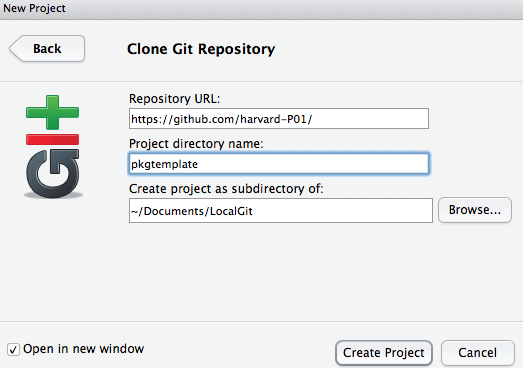 New Project
Back
Clone Git Repository
Repository URL:
https://github.com/harvard-P01/
Project directory name:
pkgtemplate
Create project as subdirectory of:
~/Documents/LocalGit
Browse...
git
Open in new window
Create Project
Cancel